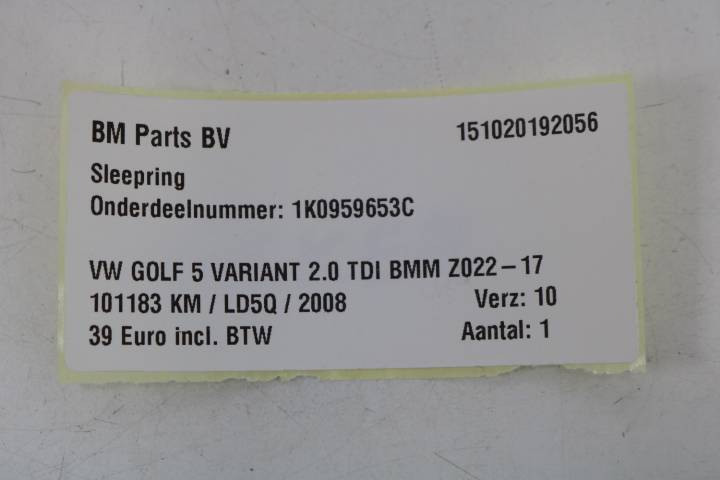 BM Parts BV 151020192056
Sleepring
Onderdeelnummer: 1K0959653C
VW GOLF 5 VARIANT 2.0 TDI BMM Z022-17
101183 KM / LD5Q / 2008 Verz: 10
39 Euro incl. BTW Aantal: 1